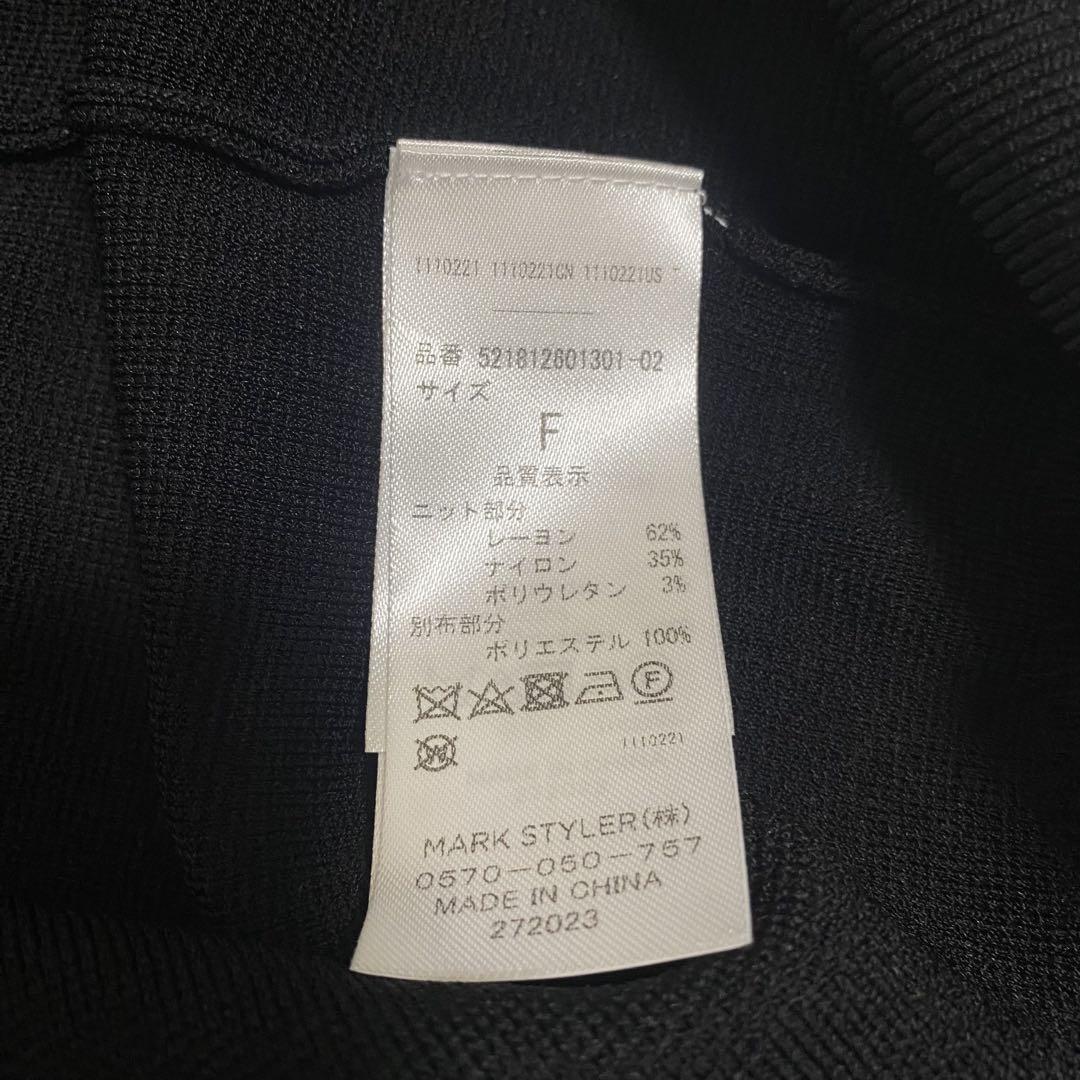 1110221 1110221CN 1110221US
品番 521812601301-02
サイズ
F
品質表示
ニット部分
レーヨン 62%
ナイロン 35%
ポリウレタン 3%
別布部分
ポリエステル 100%
F
W
1110221
MARK STYLER(株)
0570-050-757
MADE IN CHINA
272023